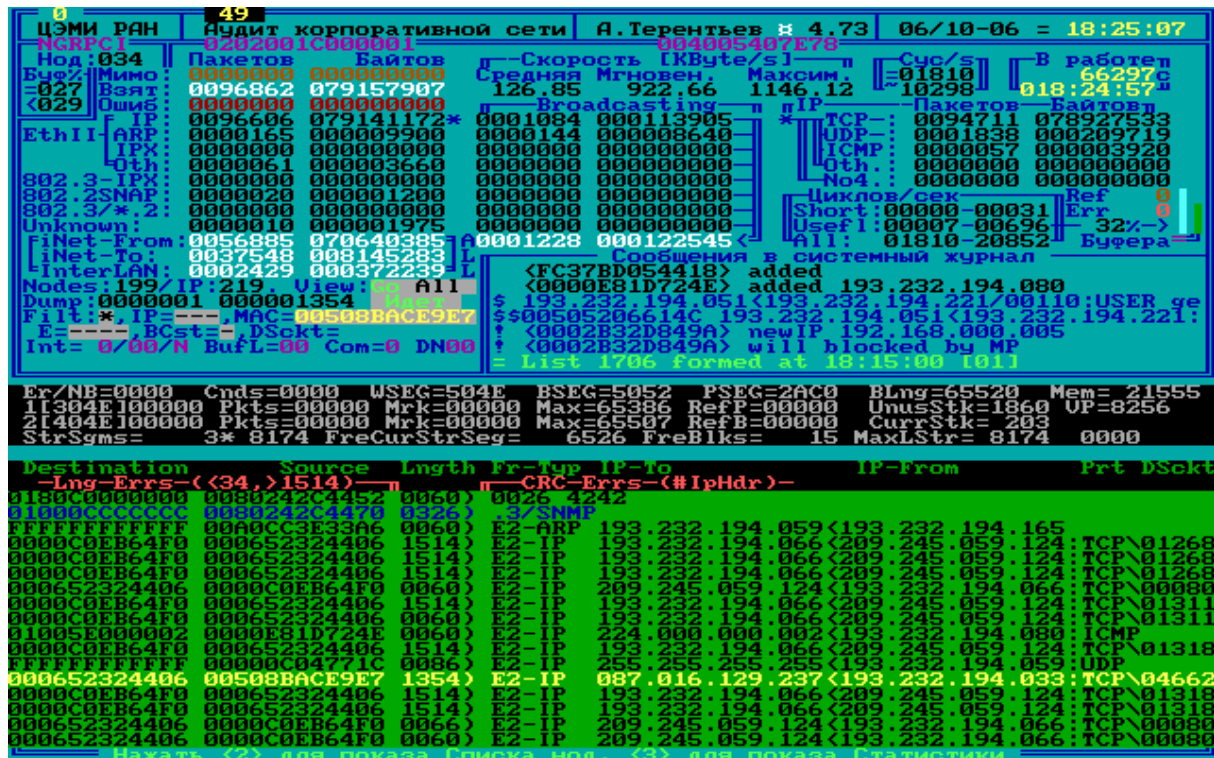 0 49
ЦЭМИ РАН Аудит корпоративной сети А.Терентьев ¤ 4.73 06/10-06 = 18:25:07
NGRPCI 0202001C000001 004005407E78
Нод:034 Пакетов Байтов Скорость [KByte/s] Сус/s В работе
Буф% Мимо: 0000000 000000000 Средняя Мгновен. Максим. =01810 66297c
=027 Взят: 0096862 079157907 126.85 922.66 1146.12 ~10298 018:24:57"
<029 Ошиб: 0000000 000000000 Broadcasting IP Пакетов Байтов
IP : 0096606 079141172* 0001084 000113905 * TCP-: 0094711 078927533
EthII ARP: 0000165 000009900 0000144 000008640 UDP-: 0001838 000209719
IPX: 0000000 000000000 0000000 000000000 ICMP: 0000057 000003920
Oth: 0000061 000003660 0000000 000000000 Oth.: 0000000 000000000
802.3-IPX: 0000000 000000000 0000000 000000000 No4.: 0000000 000000000
802.2SNAP: 0000020 000001200 0000000 000000000 Циклов/сек Ref 0
802.3/*.2: 0000000 000000000 0000000 000000000 Short:00000-00031 Err 0
Unknown: 0000010 000001975 0000000 000000000 Usefl:00007-00696 32%->
iNet-From:0056885 070640385 A0001228 000122545< All: 01810-20852 Буфера=
iNet-To: 0037548 008145283 L Сообщения в системный журнал
InterLAN: 0002429 000372239 L <FC37BD054418> added
Nodes:199/IP:219. View:Go All <0000E81D724E> added 193.232.194.080
Dump:0000001 000001354 Идет $ 193.232.194.051<193.232.194.221/00110:USER ge
Filt:*,IP=---,MAC=00508BACE9E7 $$00505206614C 193.232.194.051<193.232.194.221:
E=----,BCst=-,DSckt= ! <0002B32D849A> newIP 192.168.000.005
Int= 0/00/N BufL=00 Com=0 DN00 ! <0002B32D849A> will blocked by MP
= List 1706 formed at 18:15:00 [01]
Er/NB=0000 Cnds=0000 WSEG=504E BSEG=5052 PSEG=2AC0 BLng=65520 Mem= 21555
1[304E]00000 Pkts=00000 Mrk=00000 Max=65386 RefP=00000 UnusStk=1860 VP=8256
2[404E]00000 Pkts=00000 Mrk=00000 Max=65507 RefB=00000 CurrStk= 203
StrSgms= 3* 8174 FreCurStrSeg= 6526 FreBlks= 15 MaxLStr= 8174 0000
Destination Source Lngth Fr-Typ IP-To IP-From Prt DSckt
-Lng-Errs-(<34,>1514)- -CRC-Errs-(#IpHdr)-
0180C0000000 0080242C4452 0060) 0026 4242
01000CCCCCCC 0080242C4470 0326) .3/SNMP
FFFFFFFFFFFF 00A0CC3E33A6 0060) E2-ARP 193.232.194.059<193.232.194.165
0000C0EB64F0 000652324406 1514) E2-IP 193.232.194.066<209.245.059.124:TCP\01268
0000C0EB64F0 000652324406 1514) E2-IP 193.232.194.066<209.245.059.124:TCP\01268
0000C0EB64F0 000652324406 1514) E2-IP 193.232.194.066<209.245.059.124:TCP\01268
000652324406 0000C0EB64F0 0060) E2-IP 209.245.059.124<193.232.194.066:TCP\00080
0000C0EB64F0 000652324406 1514) E2-IP 193.232.194.066<209.245.059.124:TCP\01311
0000C0EB64F0 000652324406 1514) E2-IP 193.232.194.066<209.245.059.124:TCP\01311
01005E000002 0000E81D724E 0060) E2-IP 224.000.000.002<193.232.194.080:ICMP
0000C0EB64F0 000652324406 1514) E2-IP 193.232.194.066<209.245.059.124:TCP\01318
FFFFFFFFFFFF 00000C04771C 0086) E2-IP 255.255.255.255<193.232.194.059:UDP
000652324406 00508BACE9E7 1354) E2-IP 087.016.129.237<193.232.194.033:TCP\04662
0000C0EB64F0 000652324406 1514) E2-IP 193.232.194.066<209.245.059.124:TCP\01318
0000C0EB64F0 000652324406 1514) E2-IP 193.232.194.066<209.245.059.124:TCP\01318
000652324406 0000C0EB64F0 0066) E2-IP 209.245.059.124<193.232.194.066:TCP\00080
000652324406 0000C0EB64F0 0060) E2-IP 209.245.059.124<193.232.194.066:TCP\00080
Нажать <2> для показа Списка нод, <3> для показа Статистики